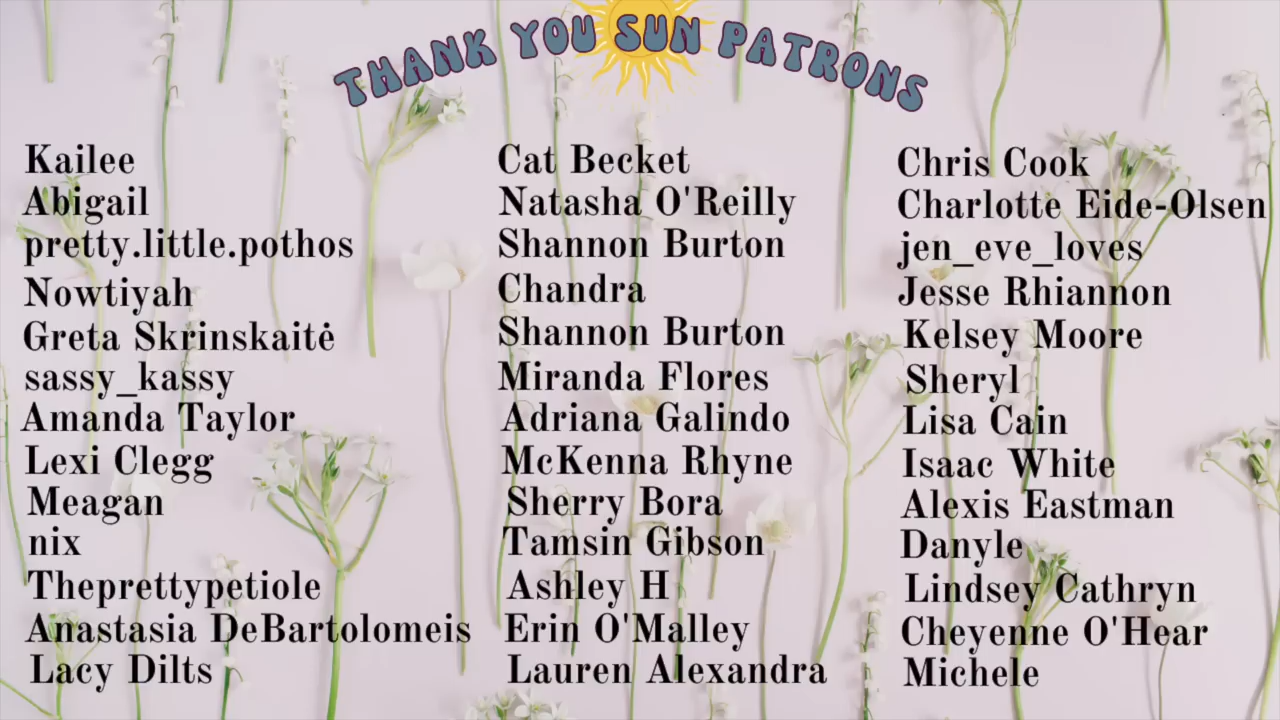 THANK YOU SUN PATRONS
Kailee
Abigail
pretty.little.pothos
Nowtiyah
Greta Skrinskaitė
sassy_kassy
Amanda Taylor
Lexi Clegg
Meagan
nix
Theprettypetiole
Anastasia DeBartolomeis
Lacy Dilts
Cat Becket
Natasha O'Reilly
Shannon Burton
Chandra
Shannon Burton
Miranda Flores
Adriana Galindo
McKenna Rhyne
Sherry Bora
Tamsin Gibson
Ashley H
Erin O'Malley
Lauren Alexandra
Chris Cook
Charlotte Eide-Olsen
jen_eve_loves
Jesse Rhiannon
Kelsey Moore
Sheryl
Lisa Cain
Isaac White
Alexis Eastman
Danyle
Lindsey Cathryn
Cheyenne O'Hear
Michele